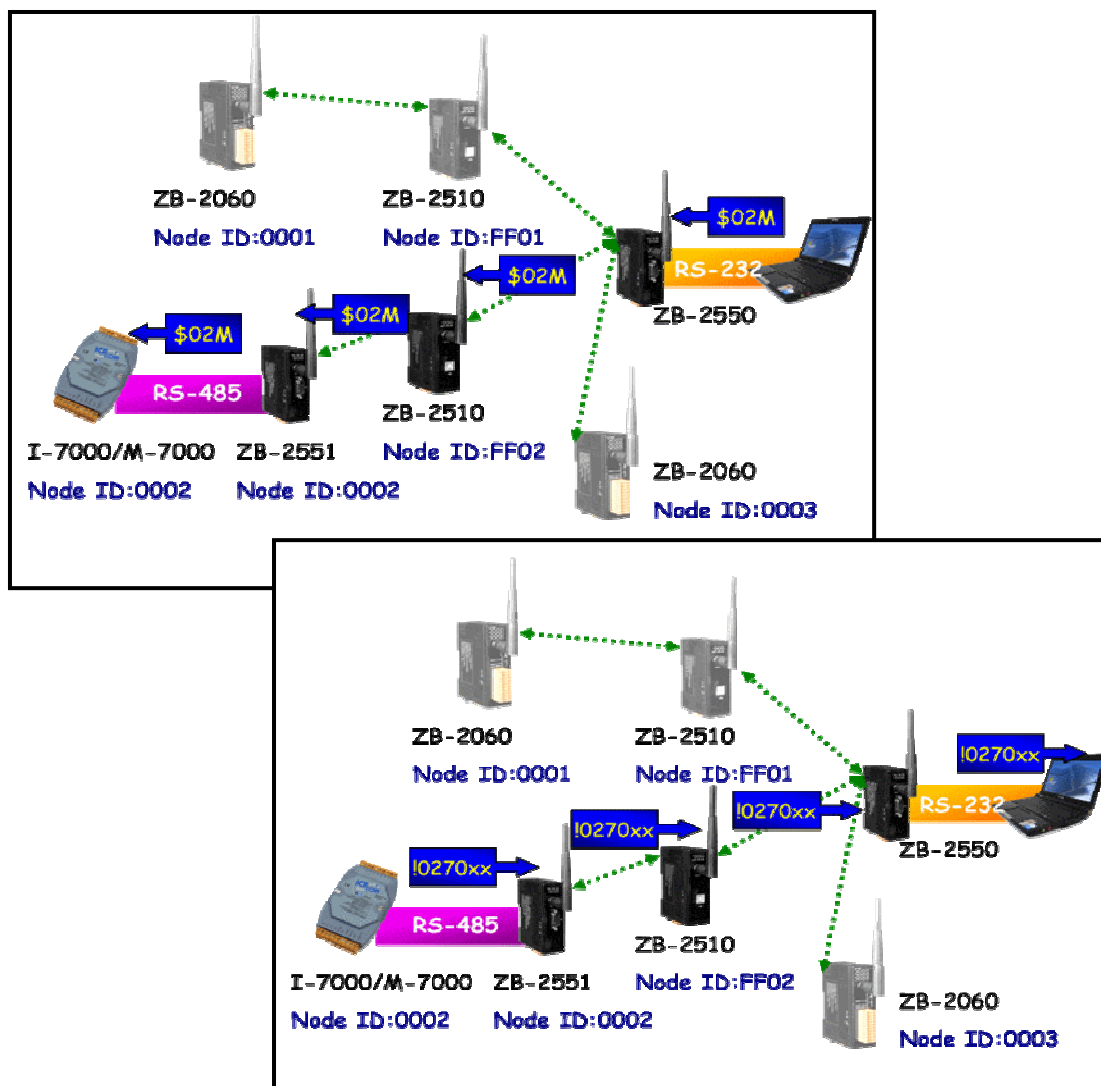 ZB-2060
Node ID:0001
ZB-2510
Node ID:FF01
$02M
RS-232
ZB-2550
$02M
$02M
$02M
RS-485
I-7000/M-7000
Node ID:0002
ZB-2551
Node ID:0002
ZB-2510
Node ID:FF02
ZB-2060
Node ID:0003
ZB-2060
Node ID:0001
ZB-2510
Node ID:FF01
!0270xx
RS-232
ZB-2550
!0270xx
!0270xx
!0270xx
RS-485
I-7000/M-7000
Node ID:0002
ZB-2551
Node ID:0002
ZB-2510
Node ID:FF02
ZB-2060
Node ID:0003